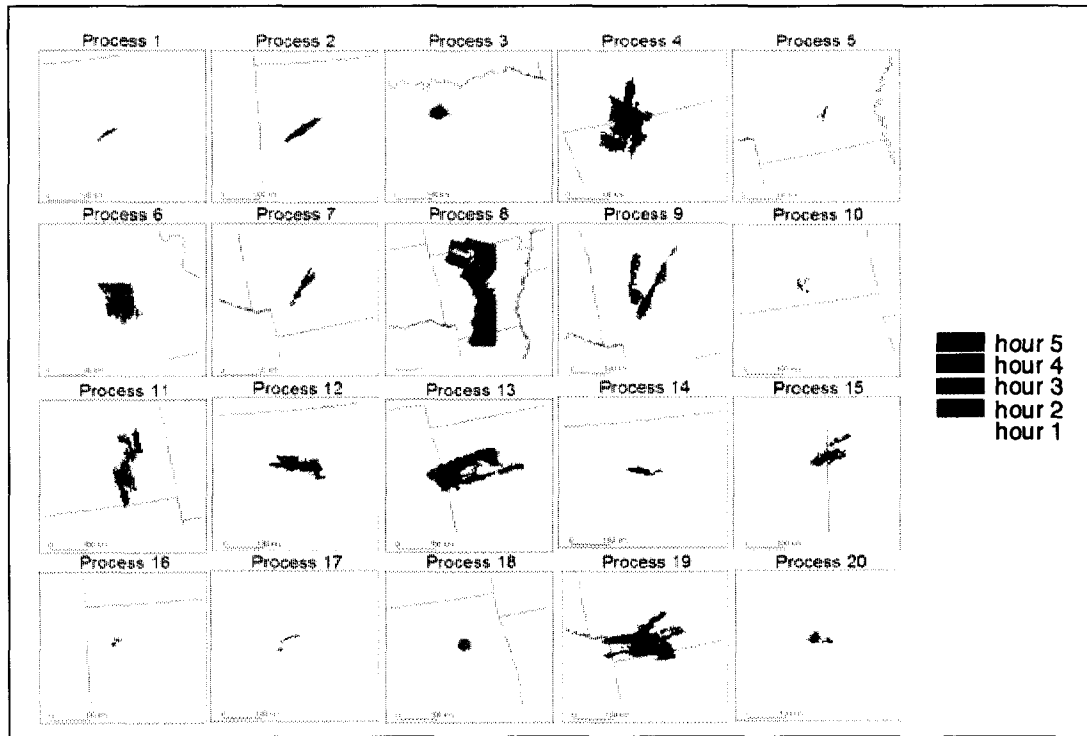 Process 1 Process 2 Process 3 Process 4 Process 5
Process 6 Process 7 Process 8 Process 9 Process 10
Process 11 Process 12 Process 13 Process 14 Process 15
Process 16 Process 17 Process 18 Process 19 Process 20
hour 5
hour 4
hour 3
hour 2
hour 1